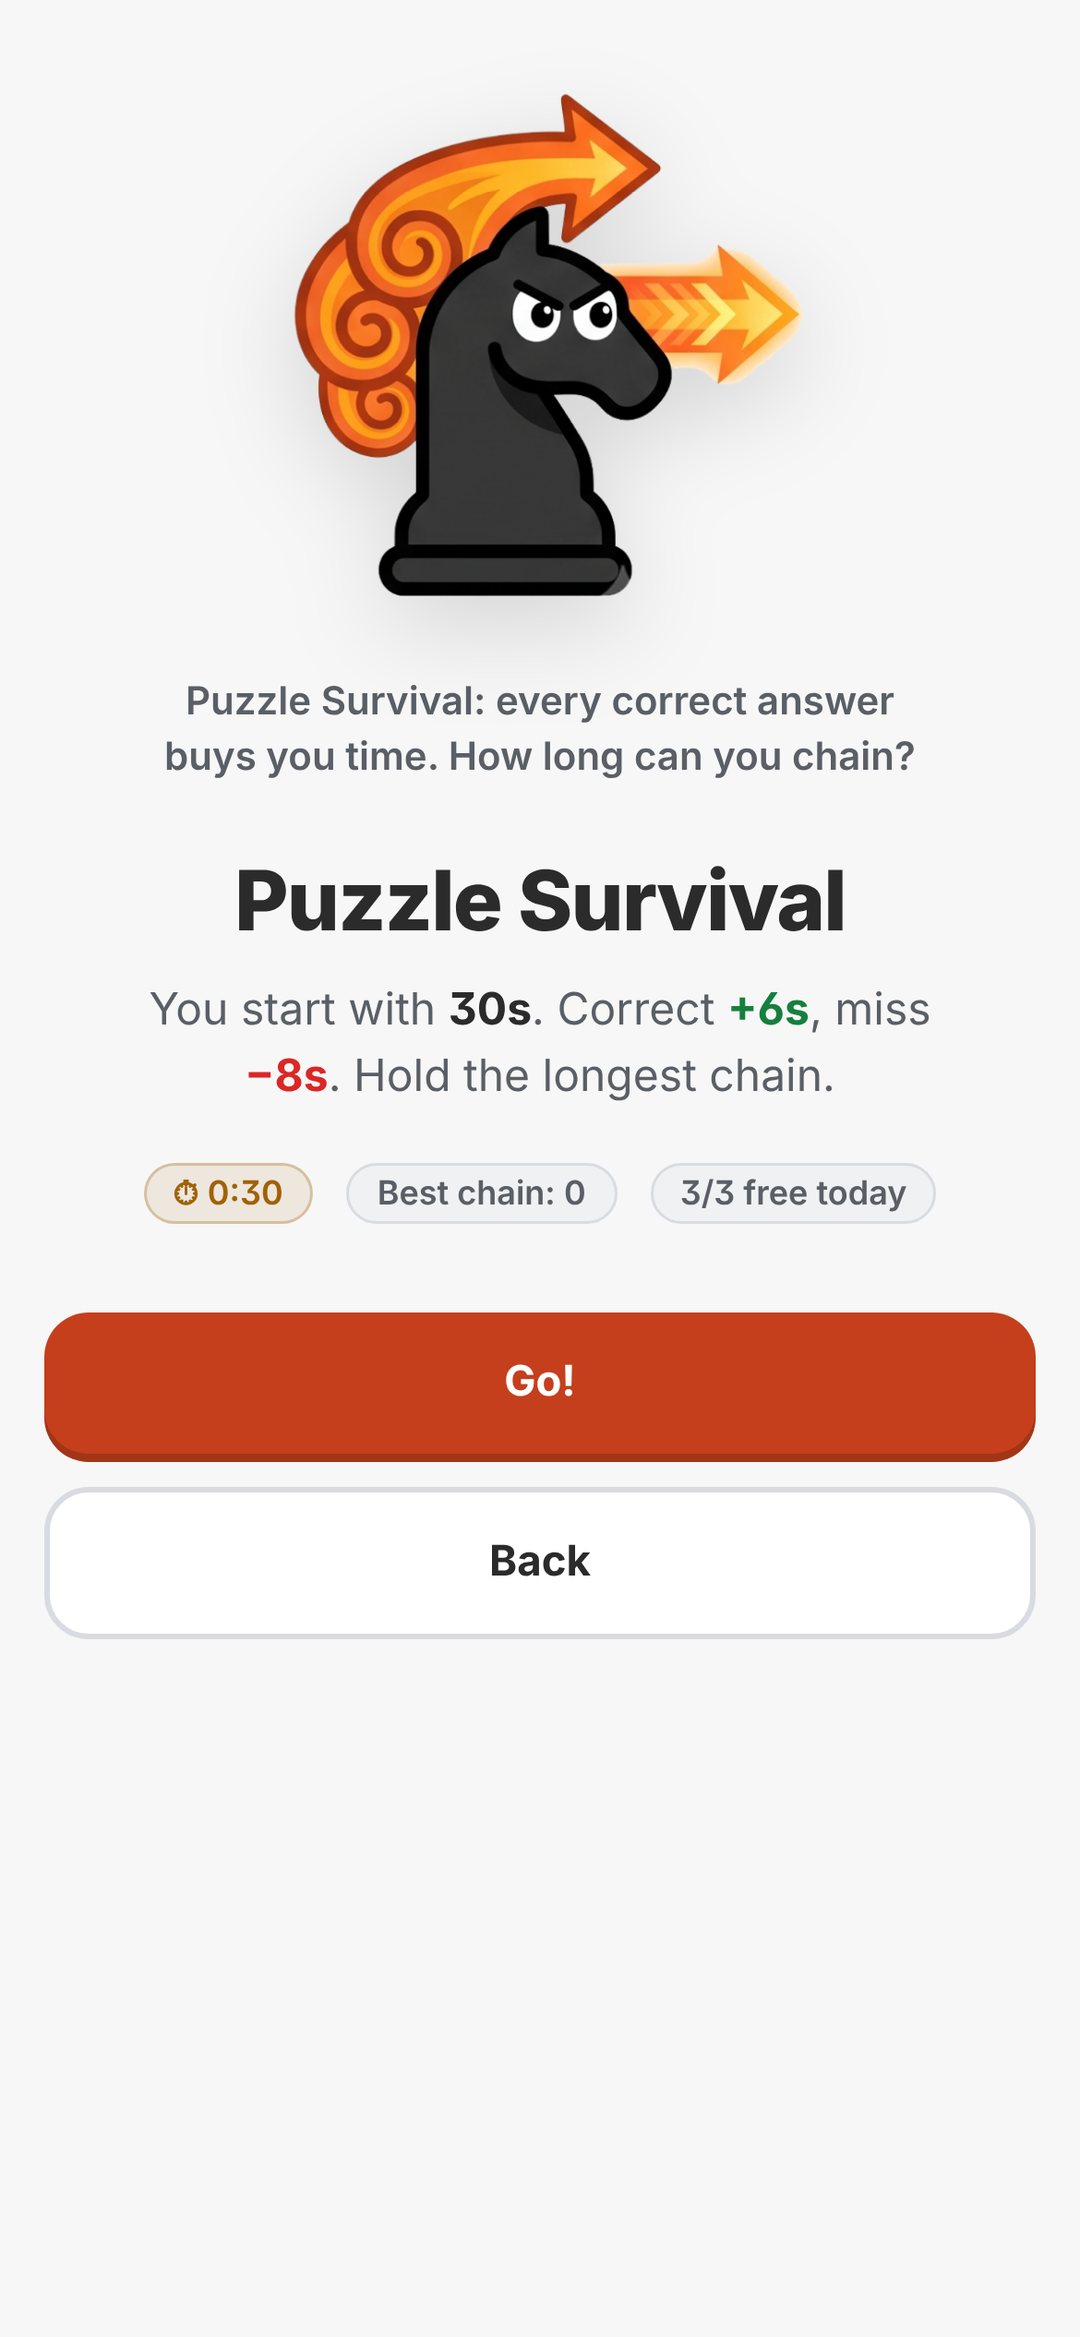 Puzzle Survival: every correct answer
buys you time. How long can you chain?
Puzzle Survival
You start with 30s. Correct +6s, miss
−8s. Hold the longest chain.
⏱ 0:30
Best chain: 0
3/3 free today
Go!
Back